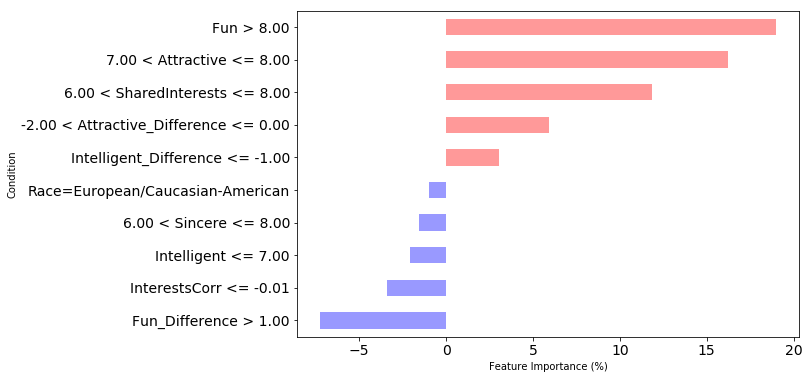 Fun > 8.00
7.00 < Attractive <= 8.00
6.00 < SharedInterests <= 8.00
-2.00 < Attractive_Difference <= 0.00
Intelligent_Difference <= -1.00
Race=European/Caucasian-American
6.00 < Sincere <= 8.00
Intelligent <= 7.00
InterestsCorr <= -0.01
Fun_Difference > 1.00
Condition
−5 0 5 10 15 20
Feature Importance (%)